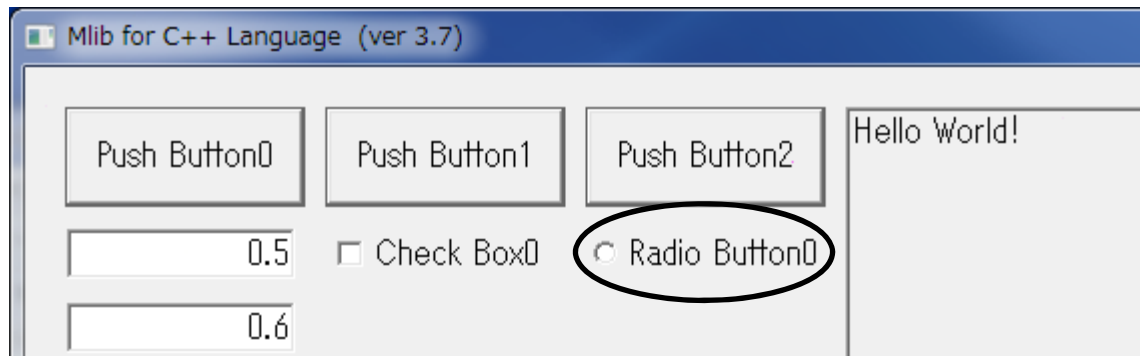 Mlib for C++ Language (ver 3.7)
Push Button0
Push Button1
Push Button2
Hello World!
0.5
Check Box0
Radio Button0
0.6